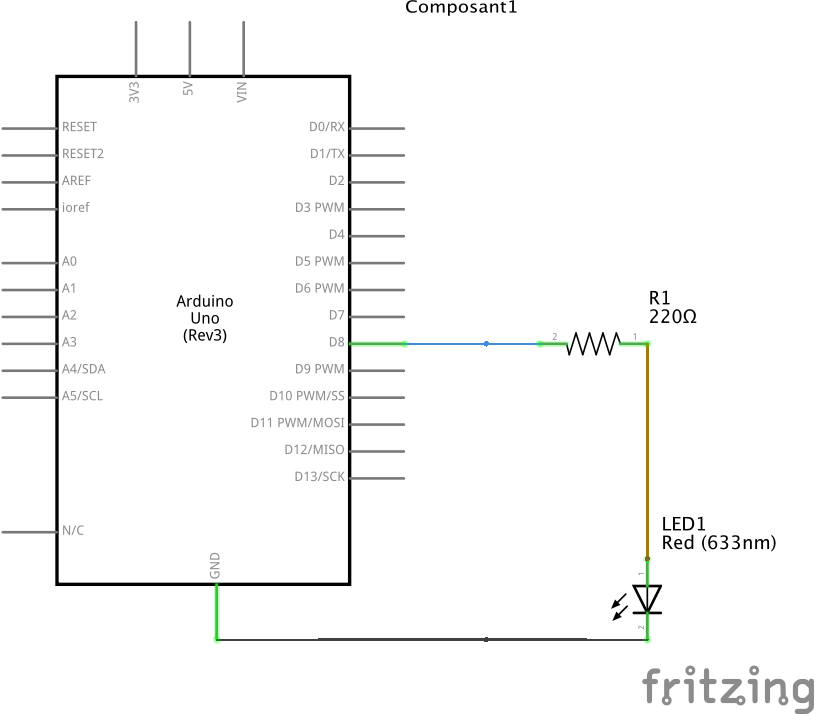 Composant1
3V3
5V
VIN
RESET
RESET2
AREF
ioref
A0
A1
A2
A3
A4/SDA
A5/SCL
N/C
Arduino
Uno
(Rev3)
D0/RX
D1/TX
D2
D3 PWM
D4
D5 PWM
D6 PWM
D7
D8
D9 PWM
D10 PWM/SS
D11 PWM/MOSI
D12/MISO
D13/SCK
GND
R1
220Ω
2
1
LED1
Red (633nm)
1
2
fritzing